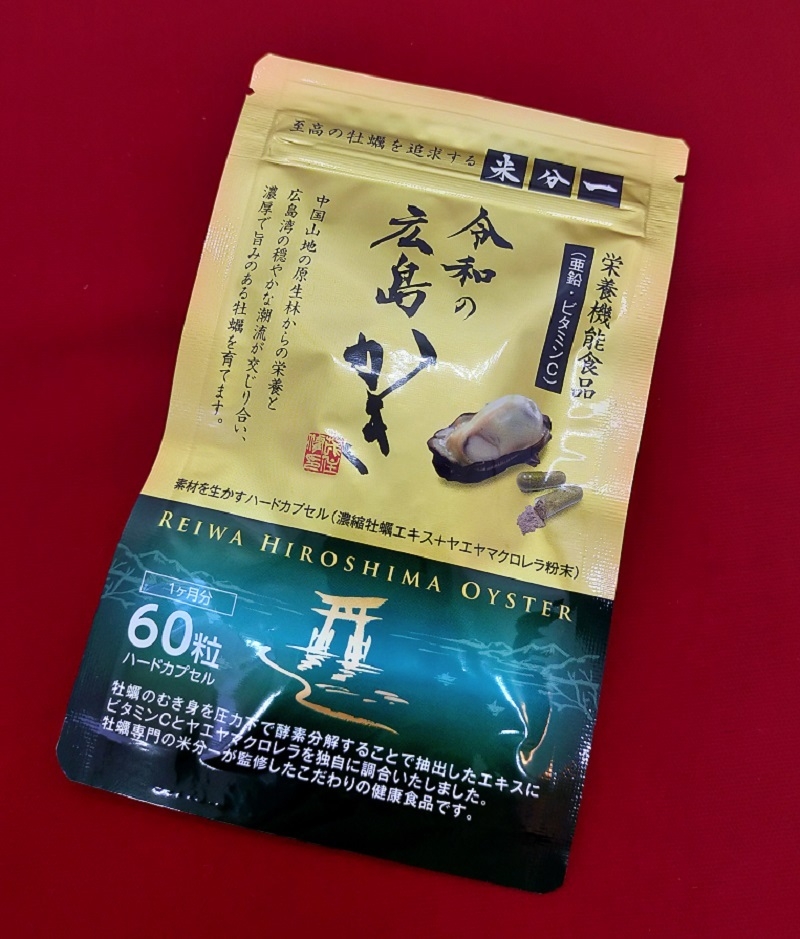 至高の牡蠣を追求する
米分一
栄養機能食品
(亜鉛・ビタミンC)
令和の
広島
かき
中国山地の原生林からの栄養と
広島湾の穏やかな潮流が交じり合い、
濃厚で旨みのある牡蠣を育てます。
素材を生かすハードカプセル(濃縮牡蠣エキス+ヤエヤマクロレラ粉末)
REIWA HIROSHIMA OYSTER
1ヶ月分
60粒
ハードカプセル
牡蠣のむき身を圧力下で酵素分解することで抽出したエキスに
ビタミンCとヤエヤマクロレラを独自に調合いたしました。
牡蠣専門の米分一が監修したこだわりの健康食品です。